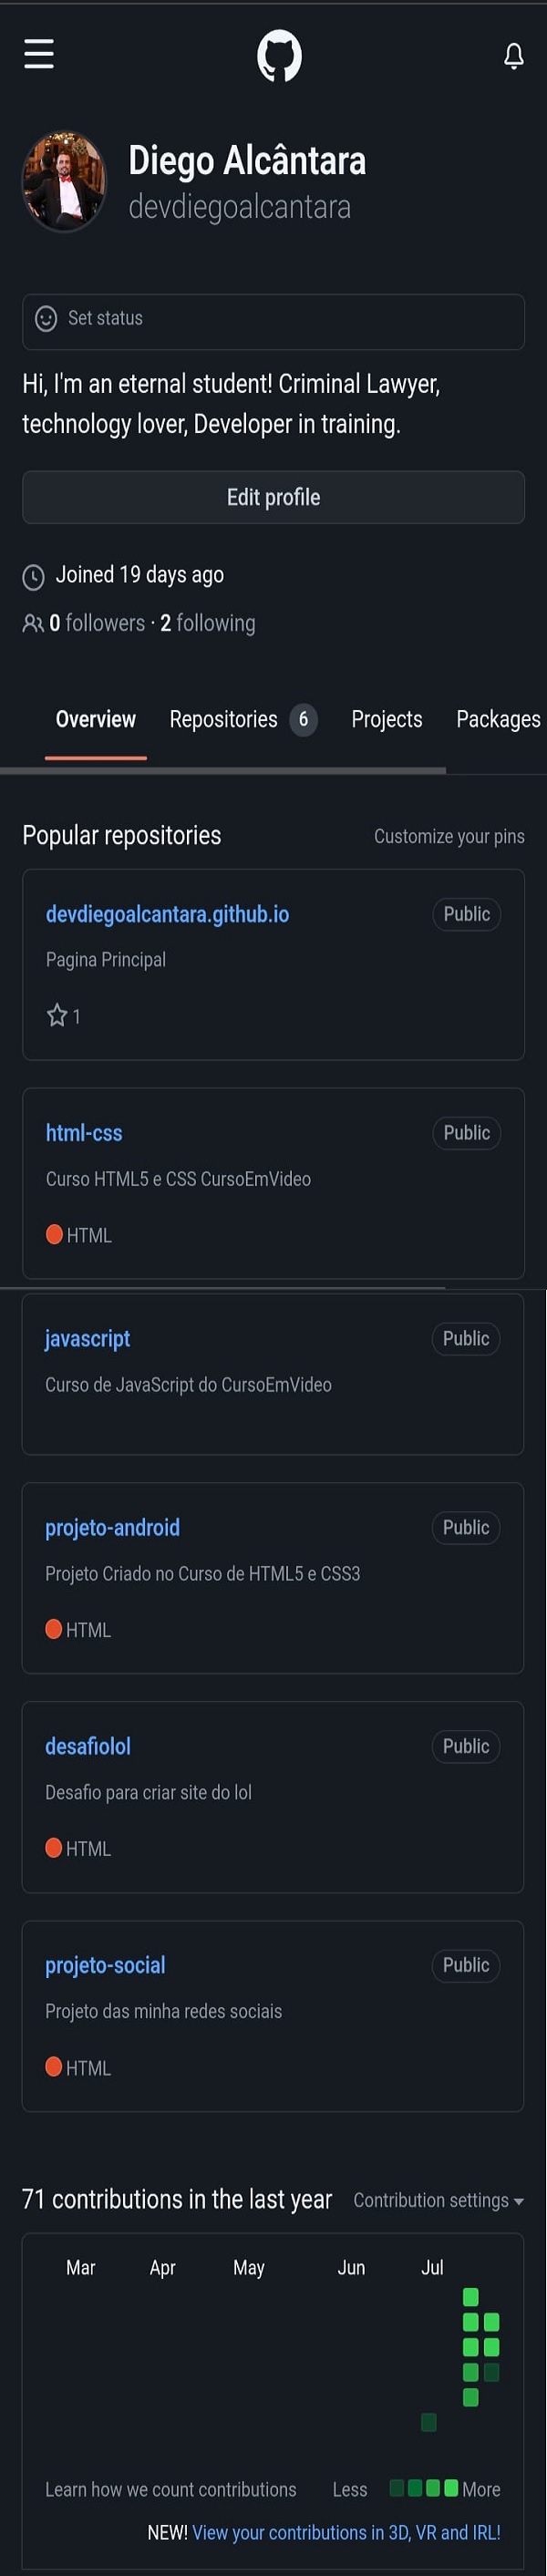 Diego Alcântara
devdiegoalcantara
Set status
Hi, I'm an eternal student! Criminal Lawyer,
technology lover, Developer in training.
Edit profile
Joined 19 days ago
0 followers · 2 following
Overview Repositories 6 Projects Packages
Popular repositories Customize your pins
devdiegoalcantara.github.io Public
Pagina Principal
1
html-css Public
Curso HTML5 e CSS CursoEmVideo
HTML
javascript Public
Curso de JavaScript do CursoEmVideo
projeto-android Public
Projeto Criado no Curso de HTML5 e CSS3
HTML
desafiolol Public
Desafio para criar site do lol
HTML
projeto-social Public
Projeto das minha redes sociais
HTML
71 contributions in the last year Contribution settings
Mar Apr May Jun Jul
Learn how we count contributions Less More
NEW! View your contributions in 3D, VR and IRL!